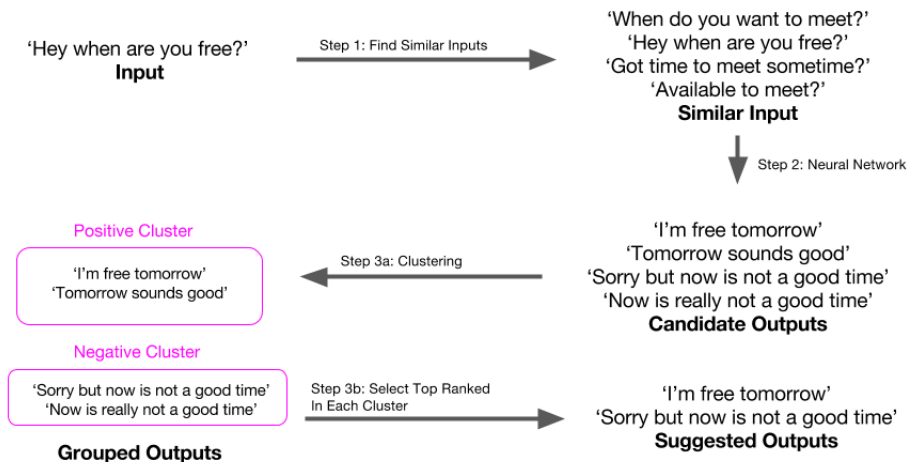 ‘Hey when are you free?’
Input
Step 1: Find Similar Inputs
‘When do you want to meet?’
‘Hey when are you free?’
‘Got time to meet sometime?’
‘Available to meet?’
Similar Input
Step 2: Neural Network
‘I’m free tomorrow’
‘Tomorrow sounds good’
‘Sorry but now is not a good time’
‘Now is really not a good time’
Candidate Outputs
Step 3a: Clustering
Positive Cluster
‘I’m free tomorrow’
‘Tomorrow sounds good’
Negative Cluster
‘Sorry but now is not a good time’
‘Now is really not a good time’
Grouped Outputs
Step 3b: Select Top Ranked
In Each Cluster
‘I’m free tomorrow’
‘Sorry but now is not a good time’
Suggested Outputs